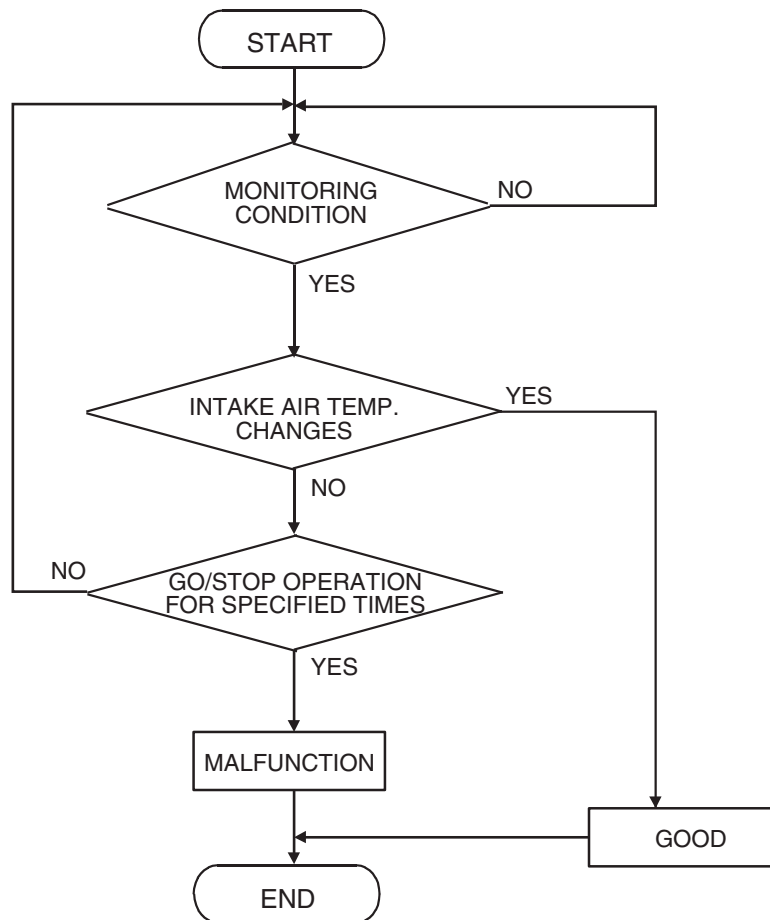 START
MONITORING
CONDITION
NO
YES
INTAKE AIR TEMP.
CHANGES
YES
NO
NO
GO/STOP OPERATION
FOR SPECIFIED TIMES
YES
MALFUNCTION
GOOD
END